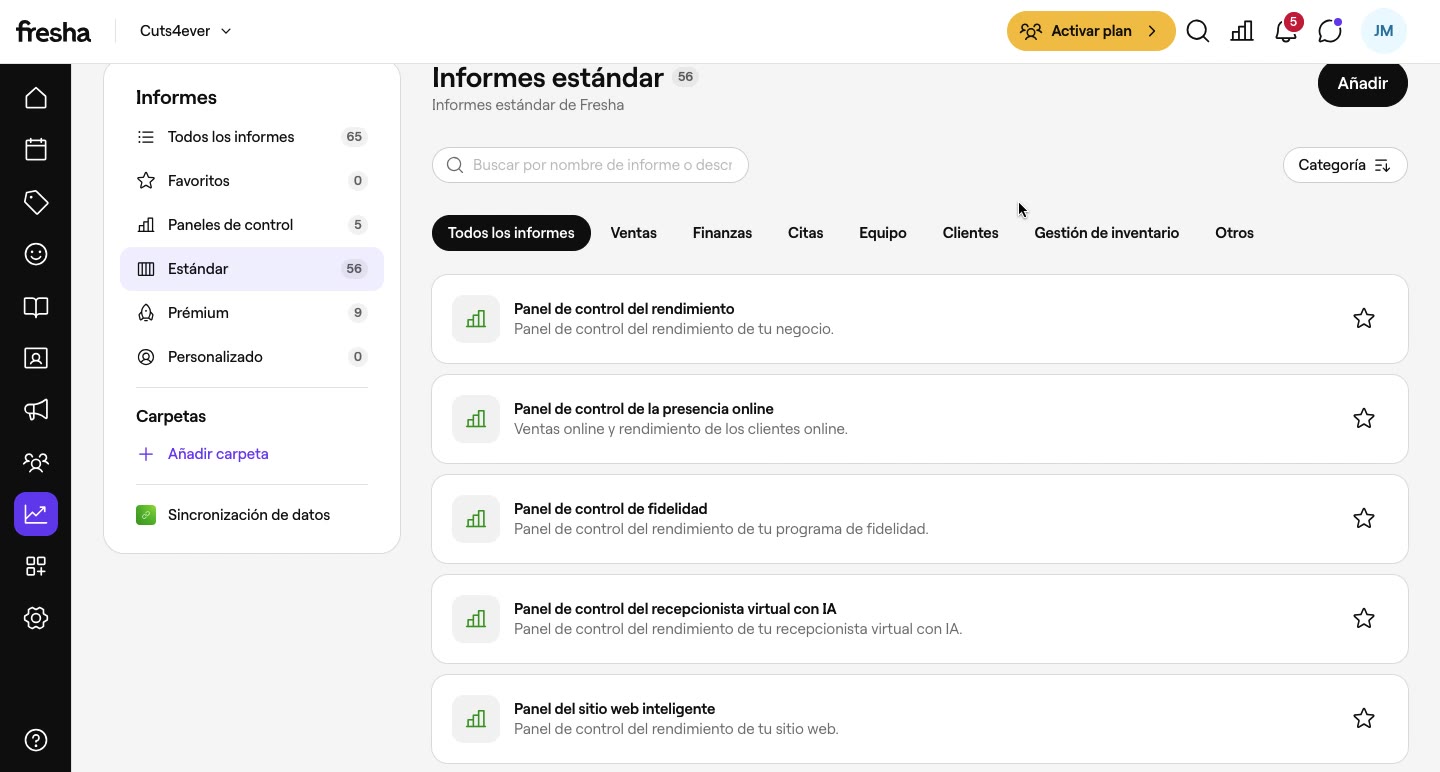 fresha
Cuts4ever
Activar plan
5
JM
Informes
Todos los informes 65
Favoritos 0
Paneles de control 5
Estándar 56
Prémium 9
Personalizado 0
Carpetas
Añadir carpeta
Sincronización de datos
Informes estándar 56
Informes estándar de Fresha
Añadir
Buscar por nombre de informe o descr
Categoría
Todos los informes Ventas Finanzas Citas Equipo Clientes Gestión de inventario Otros
Panel de control del rendimiento
Panel de control del rendimiento de tu negocio.
Panel de control de la presencia online
Ventas online y rendimiento de los clientes online.
Panel de control de fidelidad
Panel de control del rendimiento de tu programa de fidelidad.
Panel de control del recepcionista virtual con IA
Panel de control del rendimiento de tu recepcionista virtual con IA.
Panel del sitio web inteligente
Panel de control del rendimiento de tu sitio web.